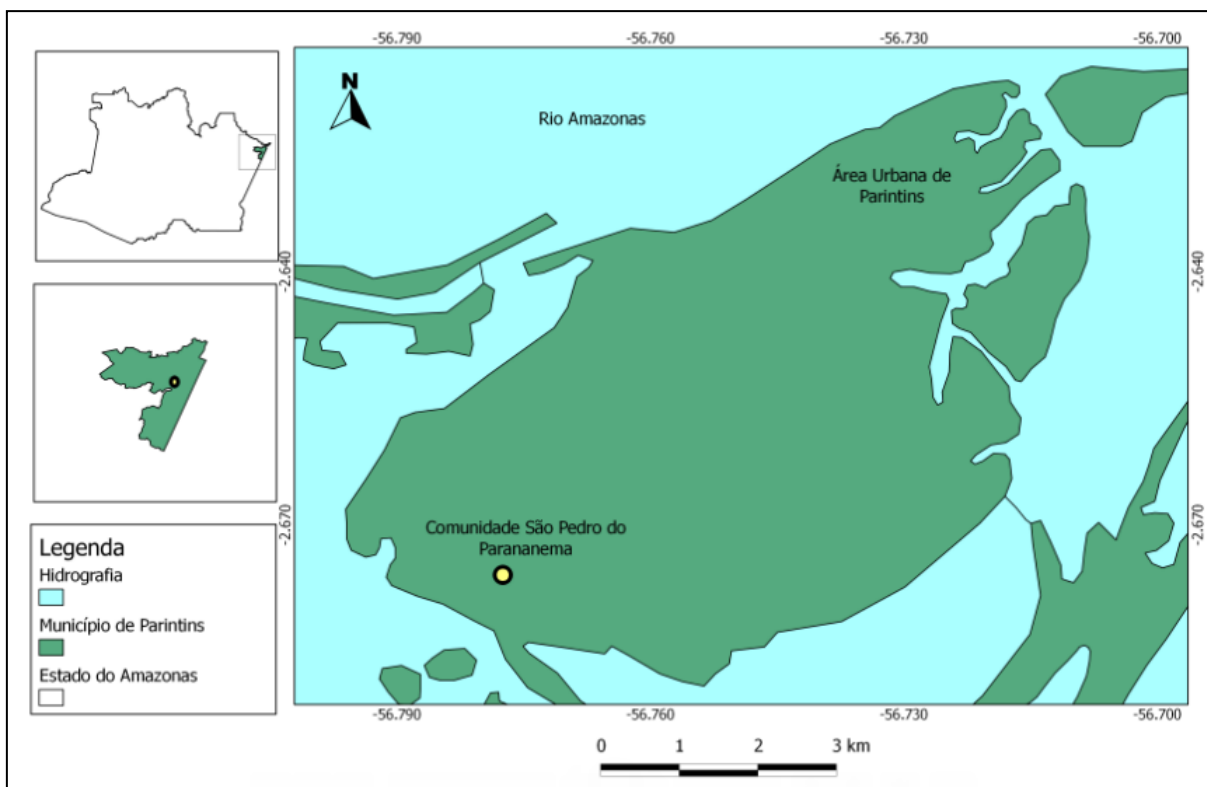 -56.790
-56.760
-56.730
-56.700
N
Rio Amazonas
Área Urbana de
Parintins
-2.640
-2.640
Comunidade São Pedro do
Parananema
-2.670
-2.670
Legenda
Hidrografia
Município de Parintins
Estado do Amazonas
-56.790
-56.760
-56.730
-56.700
0 1 2 3 km